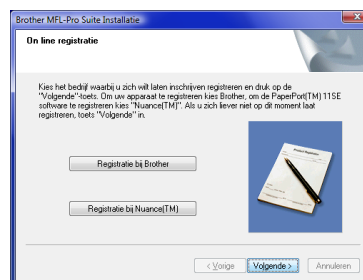 Brother MFL-Pro Suite Installatie
On line registratie
Kies het bedrijf waarbij u zich wilt laten inschrijven registreren en druk op de
"Volgende"-toets. Om uw apparaat te registreren kies Brother, om de PaperPort(TM) 11SE
software te registreren kies "Nuance(TM)". Als u zich liever niet op dit moment laat
registreren, toets "Volgende" in.
Registratie bij Brother
Registratie bij Nuance(TM)
< Vorige
Volgende >
Annuleren